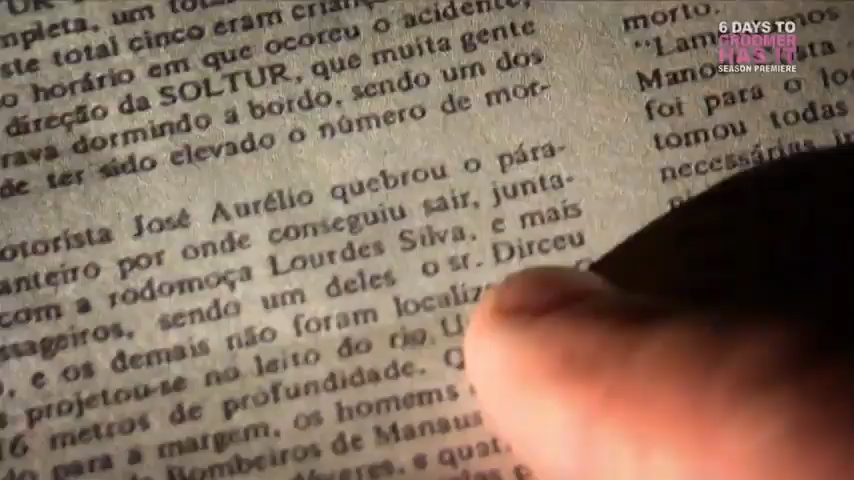 mpleta, um total
ste total cinco eram crianç
o horário em que ocoreu o acidente,
direção da SOLTUR, que muita gente
rava dormindo a bordo, sendo um dos
de ter sido elevado o número de mor-
otorista José Aurélio quebrou o pára-
anteiro por onde conseguiu sair, junta-
com a rodomoça Lourdes Silva, e mais
ssageiros, sendo um deles o sr. Dirceu
, e os demais não foram localiz
s projetou-se no leito do rio U
16 metros de profundidade.
do para a margem, os homens
Bombeiros de Manaus
e quat
morto.
"Lam
Mano
foi para o lo
tomou todas
necessárias
6 DAYS TO
GROOMER
HAS IT
SEASON PREMIERE